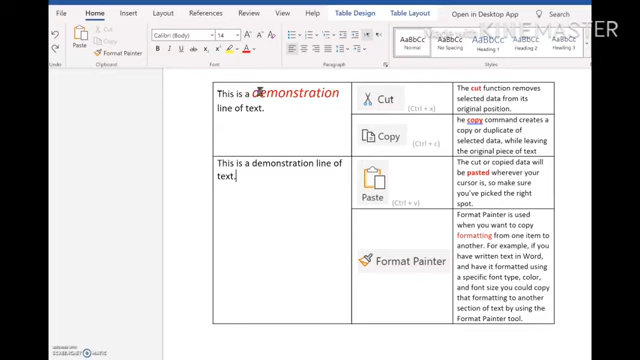 File Home Insert Layout References Review View Help Table Design Table Layout Open in Desktop App
Made with KINEMASTER
Paste
Cut
Copy
Format Painter
Calibri (Body) 14
B I U
AaBbCc AaBbCc AaBbCc AaBbCc AaBbCc
Normal No Spacing Heading 1 Heading 2 Heading 3
This is a demonstration
line of text.
Cut
(Ctrl + x)
The cut function removes
selected data from its
original position.
Copy
(Ctrl + c)
he copy command creates a
copy or duplicate of
selected data, while leaving
the original piece of text
This is a demonstration line of
text.
Paste
(Ctrl + v)
The cut or copied data will
be pasted wherever your
cursor is, so make sure
you've picked the right
spot.
Format Painter
Format Painter is used
when you want to copy
formatting from one item to
another. For example, if you
have written text in Word,
and have it formatted using
a specific font type, color,
and font size you could copy
that formatting to another
section of text by using the
Format Painter tool.
SCREENCAST-O-MATIC